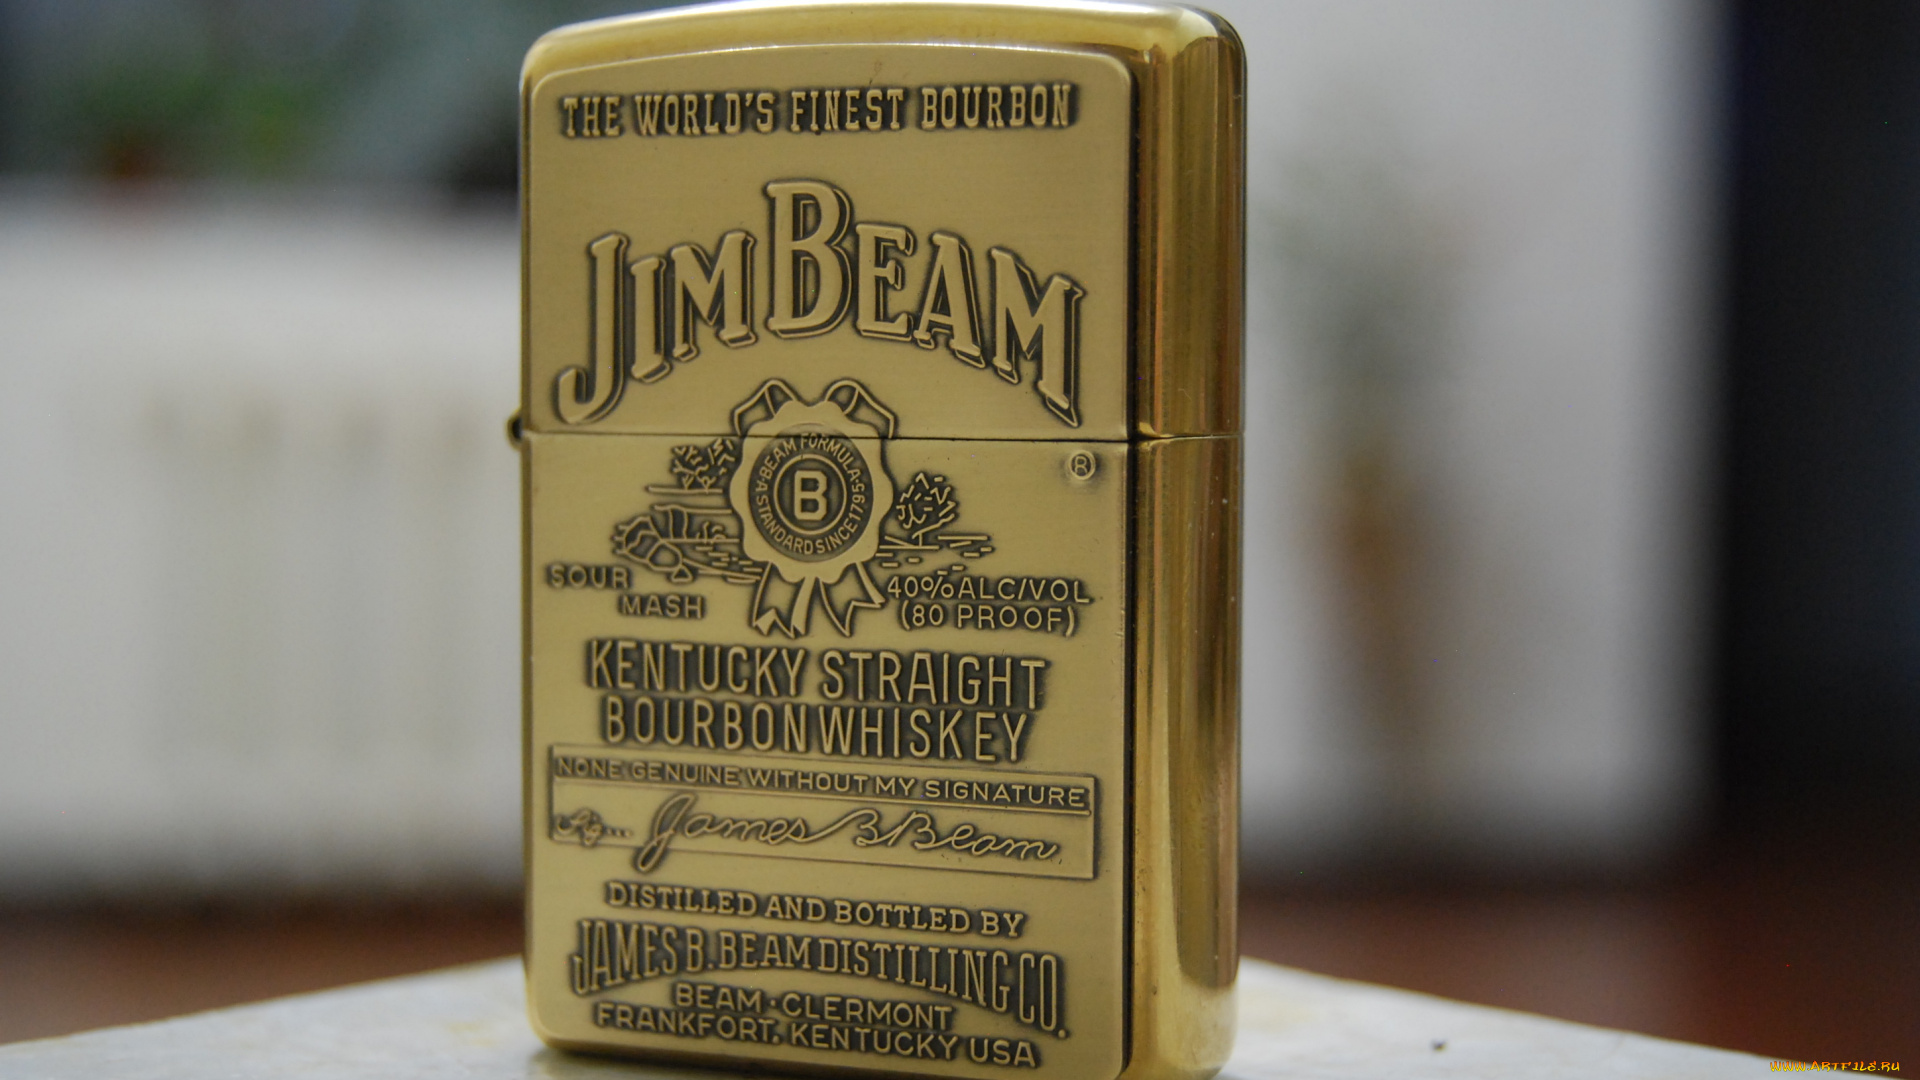 THE WORLD'S FINEST BOURBON
JIM BEAM
®
BEAM FORMULA·
A STANDARD SINCE 1795·
B
SOUR
MASH
40% ALC/VOL
(80 PROOF)
KENTUCKY STRAIGHT
BOURBON WHISKEY
NONE GENUINE WITHOUT MY SIGNATURE
Sig... James B Beam
DISTILLED AND BOTTLED BY
JAMES B. BEAM DISTILLING CO.
BEAM · CLERMONT
FRANKFORT, KENTUCKY USA
WWW.ARTFILE.RU